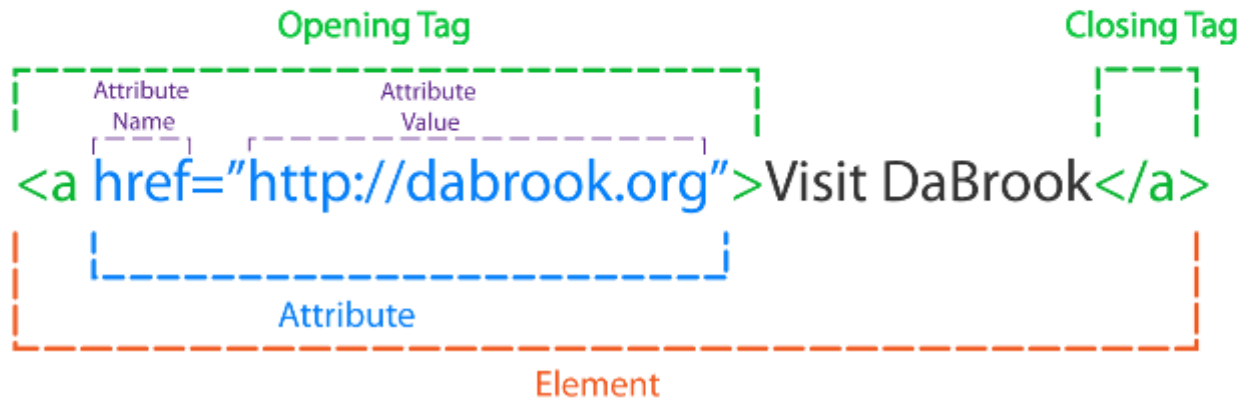 Opening Tag
Closing Tag
Attribute
Name
Attribute
Value
<a href=”http://dabrook.org”>Visit DaBrook</a>
Attribute
Element